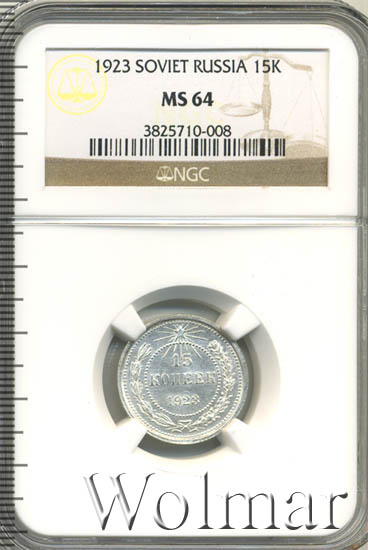 1923 SOVIET RUSSIA 15K
MS 64
3825710-008
NGC
15
КОПЕЕК
1923
Wolmar